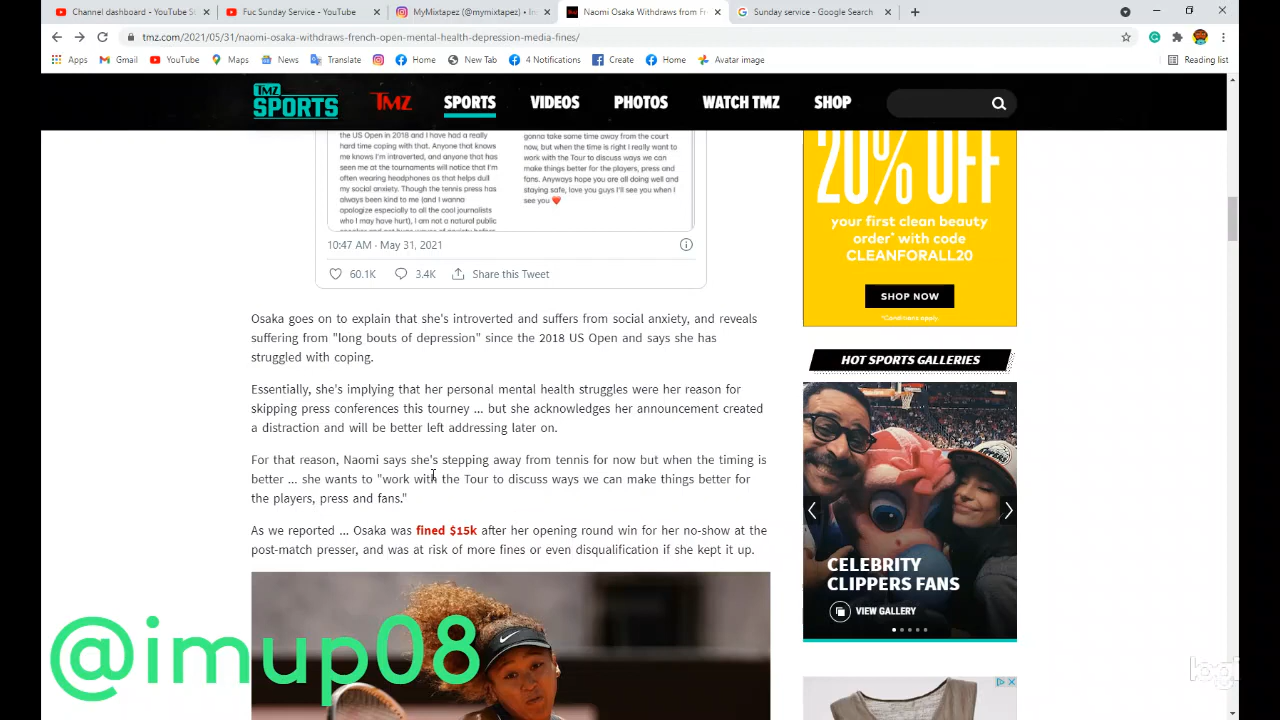 Channel dashboard - YouTube St
Fuc Sunday Service - YouTube
MyMixtapez (@mymixtapez) • Inst
Naomi Osaka Withdraws from Fr
Sunday service - Google Search
tmz.com/2021/05/31/naomi-osaka-withdraws-french-open-mental-health-depression-media-fines/
Apps Gmail YouTube Maps News Translate Home New Tab 4 Notifications Create Home Avatar image Reading list
TMZ SPORTS TMZ SPORTS VIDEOS PHOTOS WATCH TMZ SHOP
the US Open in 2018 and I have had a really
hard time coping with that. Anyone that
knows me knows I'm introverted, and anyone that has
seen me at the tournaments will notice that I'm
often wearing headphones as that helps dull
my social anxiety. Though the tennis press has
always been kind to me (and I wanna
apologize especially to all the cool journalists
who I may have hurt), I am not a natural public
gonna take some time away from the court
now, but when the time is right I really want to
work with the Tour to discuss ways we can
make things better for the players, press and
fans. Anyways hope you are all doing well and
staying safe, love you guys I'll see you when I
see you ❤️
10:47 AM · May 31, 2021
60.1K 3.4K Share this Tweet
Osaka goes on to explain that she's introverted and suffers from social anxiety, and reveals
suffering from "long bouts of depression" since the 2018 US Open and says she has
struggled with coping.
Essentially, she's implying that her personal mental health struggles were her reason for
skipping press conferences this tourney ... but she acknowledges her announcement created
a distraction and will be better left addressing later on.
For that reason, Naomi says she's stepping away from tennis for now but when the timing is
better ... she wants to "work with the Tour to discuss ways we can make things better for
the players, press and fans."
As we reported ... Osaka was fined $15k after her opening round win for her no-show at the
post-match presser, and was at risk of more fines or even disqualification if she kept it up.
20% OFF
your first clean beauty
order* with code
CLEANFORALL20
SHOP NOW
*Conditions apply.
HOT SPORTS GALLERIES
CELEBRITY
CLIPPERS FANS
VIEW GALLERY
@imup08